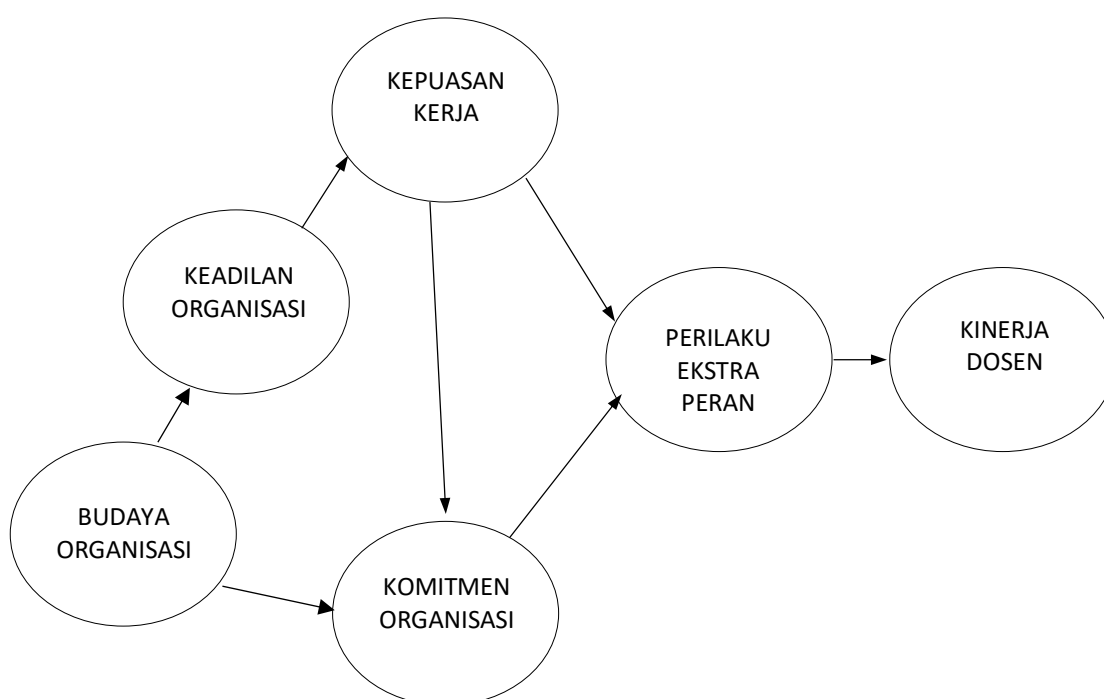 KEPUASAN
KERJA
KEADILAN
ORGANISASI
PERILAKU
EKSTRA
PERAN
KINERJA
DOSEN
BUDAYA
ORGANISASI
KOMITMEN
ORGANISASI